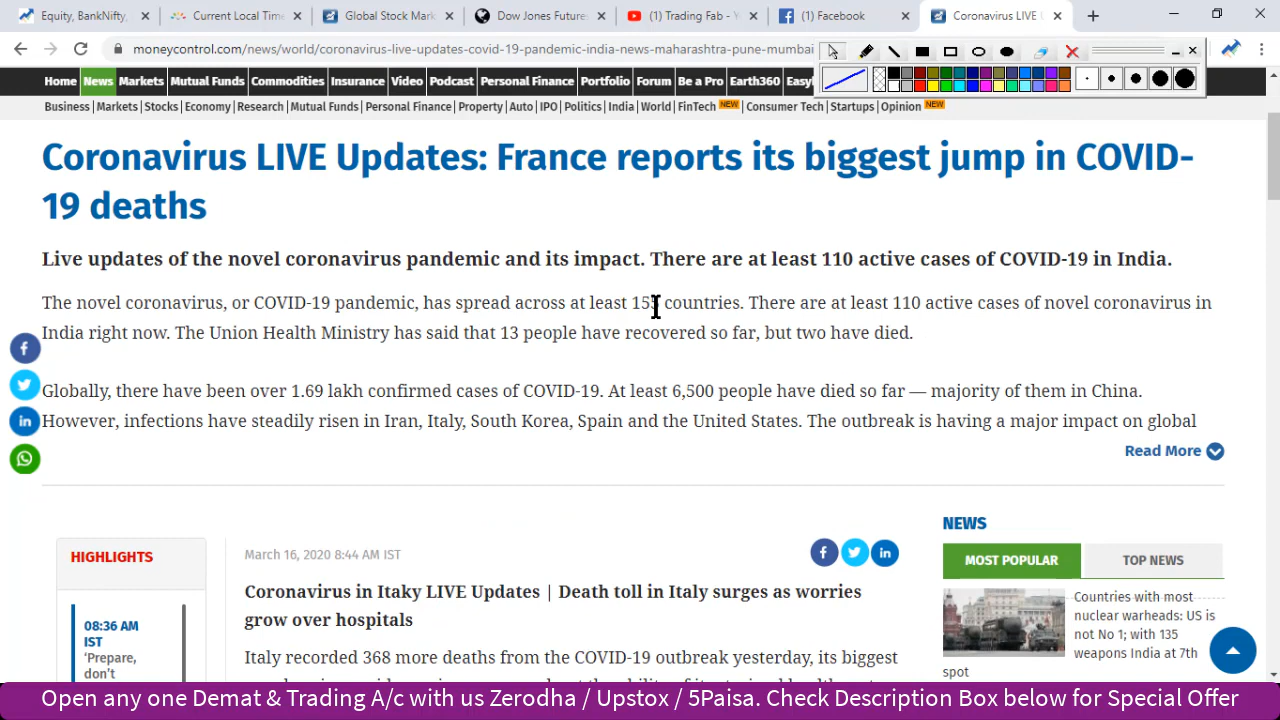 Equity, BankNifty,
Current Local Tim
Global Stock Mark
Dow Jones Future
(1) Trading Fab - Y
(1) Facebook
Coronavirus LIVE U
moneycontrol.com/news/world/coronavirus-live-updates-covid-19-pandemic-india-news-maharashtra-pune-mumbai
Home News Markets Mutual Funds Commodities Insurance Video Podcast Personal Finance Portfolio Forum Be a Pro Earth360 Easy
Business | Markets | Stocks | Economy | Research | Mutual Funds | Personal Finance | Property | Auto | IPO | Politics | India | World | FinTech NEW | Consumer Tech | Startups | Opinion NEW
Coronavirus LIVE Updates: France reports its biggest jump in COVID-
19 deaths
Live updates of the novel coronavirus pandemic and its impact. There are at least 110 active cases of COVID-19 in India.
The novel coronavirus, or COVID-19 pandemic, has spread across at least countries. There are at least 110 active cases of novel coronavirus in
India right now. The Union Health Ministry has said that 13 people have recovered so far, but two have died.
Globally, there have been over 1.69 lakh confirmed cases of COVID-19. At least 6,500 people have died so far — majority of them in China.
However, infections have steadily risen in Iran, Italy, South Korea, Spain and the United States. The outbreak is having a major impact on global
Read More
HIGHLIGHTS
08:36 AM
IST
'Prepare,
don't
March 16, 2020 8:44 AM IST
Coronavirus in Itaky LIVE Updates | Death toll in Italy surges as worries
grow over hospitals
Italy recorded 368 more deaths from the COVID-19 outbreak yesterday, its biggest
NEWS
MOST POPULAR
TOP NEWS
Countries with most
nuclear warheads: US is
not No 1; with 135
weapons India at 7th
spot
Open any one Demat & Trading A/c with us Zerodha / Upstox / 5Paisa. Check Description Box below for Special Offer